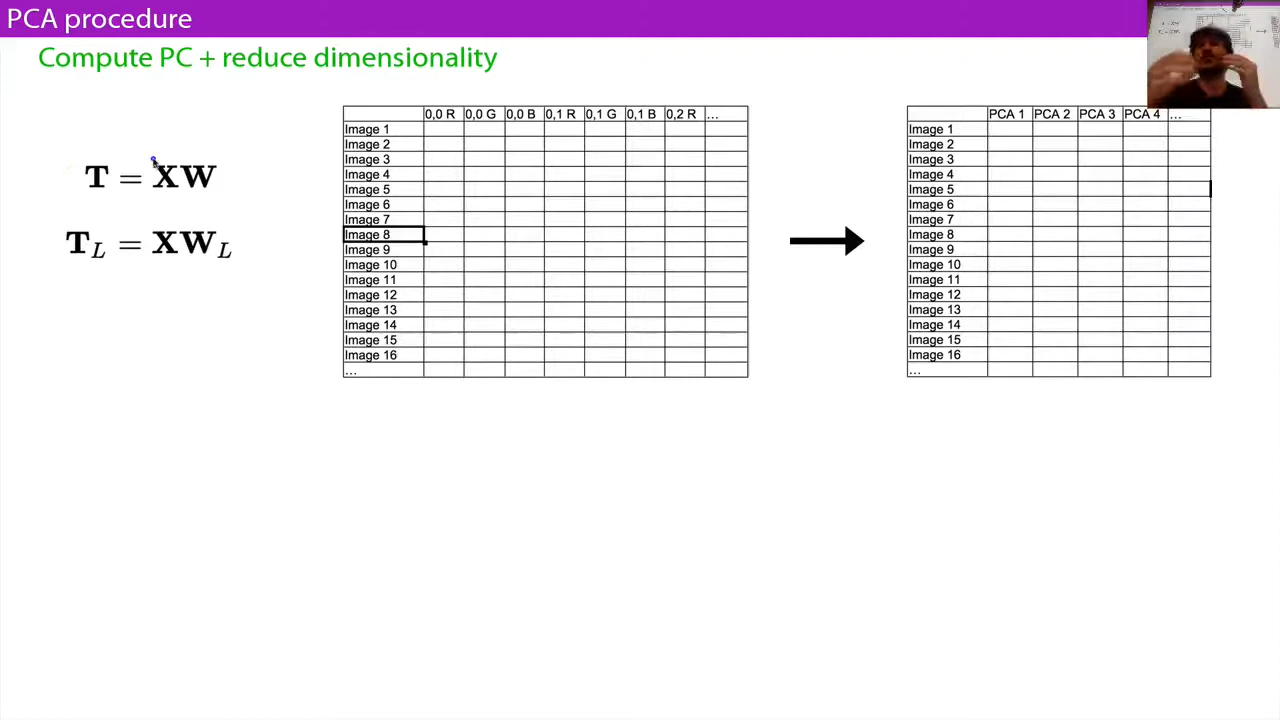 PCA procedure
Compute PC + reduce dimensionality
T = XW
T_L = XW_L
0,0 R 0,0 G 0,0 B 0,1 R 0,1 G 0,1 B 0,2 R …
Image 1
Image 2
Image 3
Image 4
Image 5
Image 6
Image 7
Image 8
Image 9
Image 10
Image 11
Image 12
Image 13
Image 14
Image 15
Image 16
…
PCA 1 PCA 2 PCA 3 PCA 4 …
Image 1
Image 2
Image 3
Image 4
Image 5
Image 6
Image 7
Image 8
Image 9
Image 10
Image 11
Image 12
Image 13
Image 14
Image 15
Image 16
…